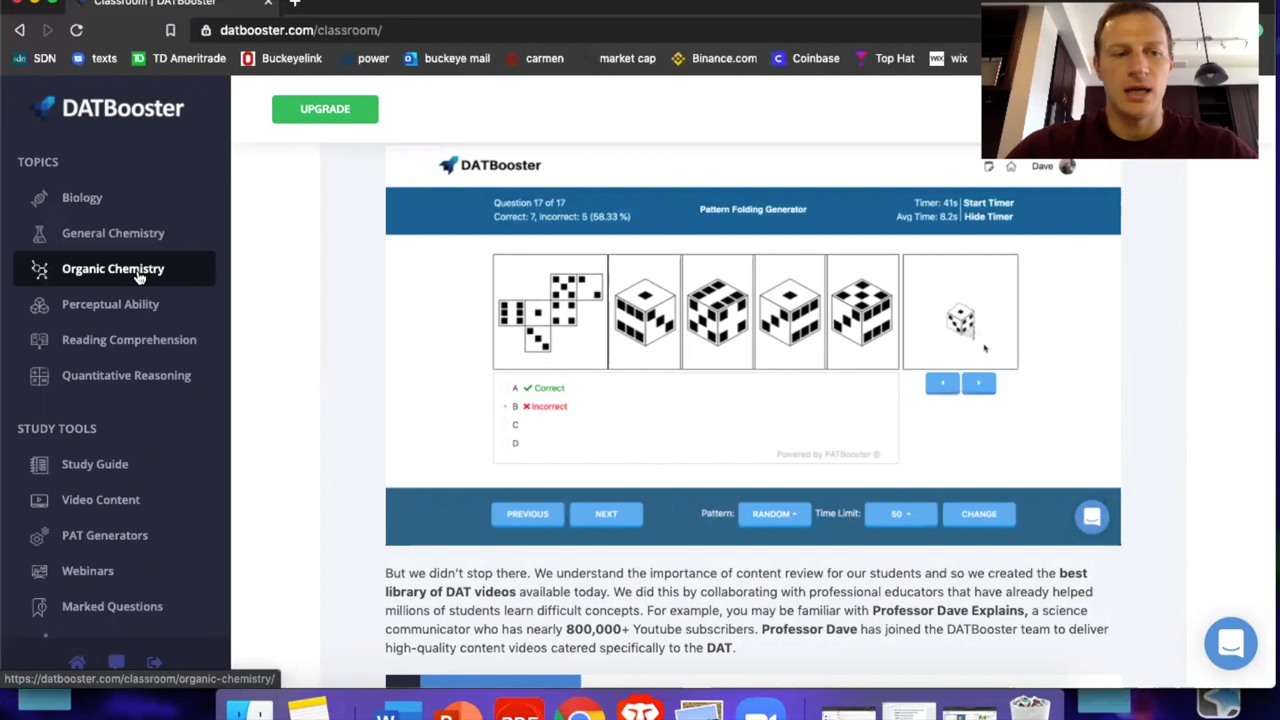 Classroom | DATBooster
datbooster.com/classroom/
SDN texts TD Ameritrade Buckeyelink power buckeye mail carmen market cap Binance.com Coinbase Top Hat wix
DATBooster
UPGRADE
TOPICS
Biology
General Chemistry
Organic Chemistry
Perceptual Ability
Reading Comprehension
Quantitative Reasoning
STUDY TOOLS
Study Guide
Video Content
PAT Generators
Webinars
Marked Questions
https://datbooster.com/classroom/organic-chemistry/
DATBooster
Dave
Question 17 of 17
Correct: 7, Incorrect: 5 (58.33 %)
Pattern Folding Generator
Timer: 41s | Start Timer
Avg Time: 8.2s | Hide Timer
A Correct
B Incorrect
C
D
Powered by PATBooster ©
PREVIOUS NEXT Pattern: RANDOM Time Limit: 50 CHANGE
But we didn't stop there. We understand the importance of content review for our students and so we created the best
library of DAT videos available today. We did this by collaborating with professional educators that have already helped
millions of students learn difficult concepts. For example, you may be familiar with Professor Dave Explains, a science
communicator who has nearly 800,000+ Youtube subscribers. Professor Dave has joined the DATBooster team to deliver
high-quality content videos catered specifically to the DAT.